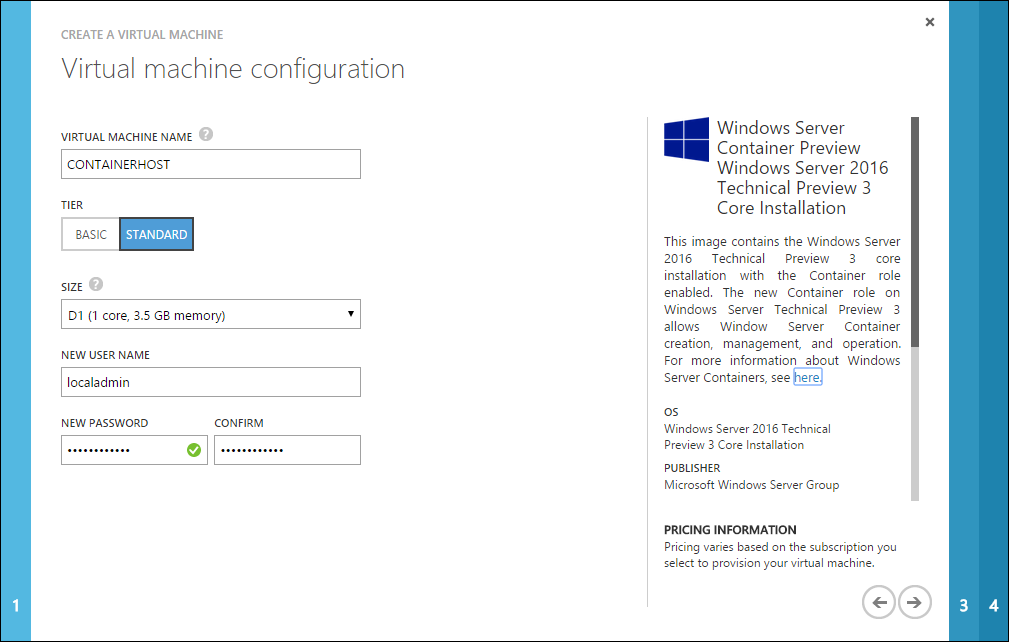 CREATE A VIRTUAL MACHINE
Virtual machine configuration
VIRTUAL MACHINE NAME ?
CONTAINERHOST
TIER
BASIC STANDARD
SIZE ?
D1 (1 core, 3.5 GB memory)
NEW USER NAME
localadmin
NEW PASSWORD CONFIRM
•••••••••••• ••••••••••••
Windows Server
Container Preview
Windows Server 2016
Technical Preview 3
Core Installation
This image contains the Windows Server
2016 Technical Preview 3 core
installation with the Container role
enabled. The new Container role on
Windows Server Technical Preview 3
allows Window Server Container
creation, management, and operation.
For more information about Windows
Server Containers, see here.
OS
Windows Server 2016 Technical
Preview 3 Core Installation
PUBLISHER
Microsoft Windows Server Group
PRICING INFORMATION
Pricing varies based on the subscription you
select to provision your virtual machine.
1
3 4